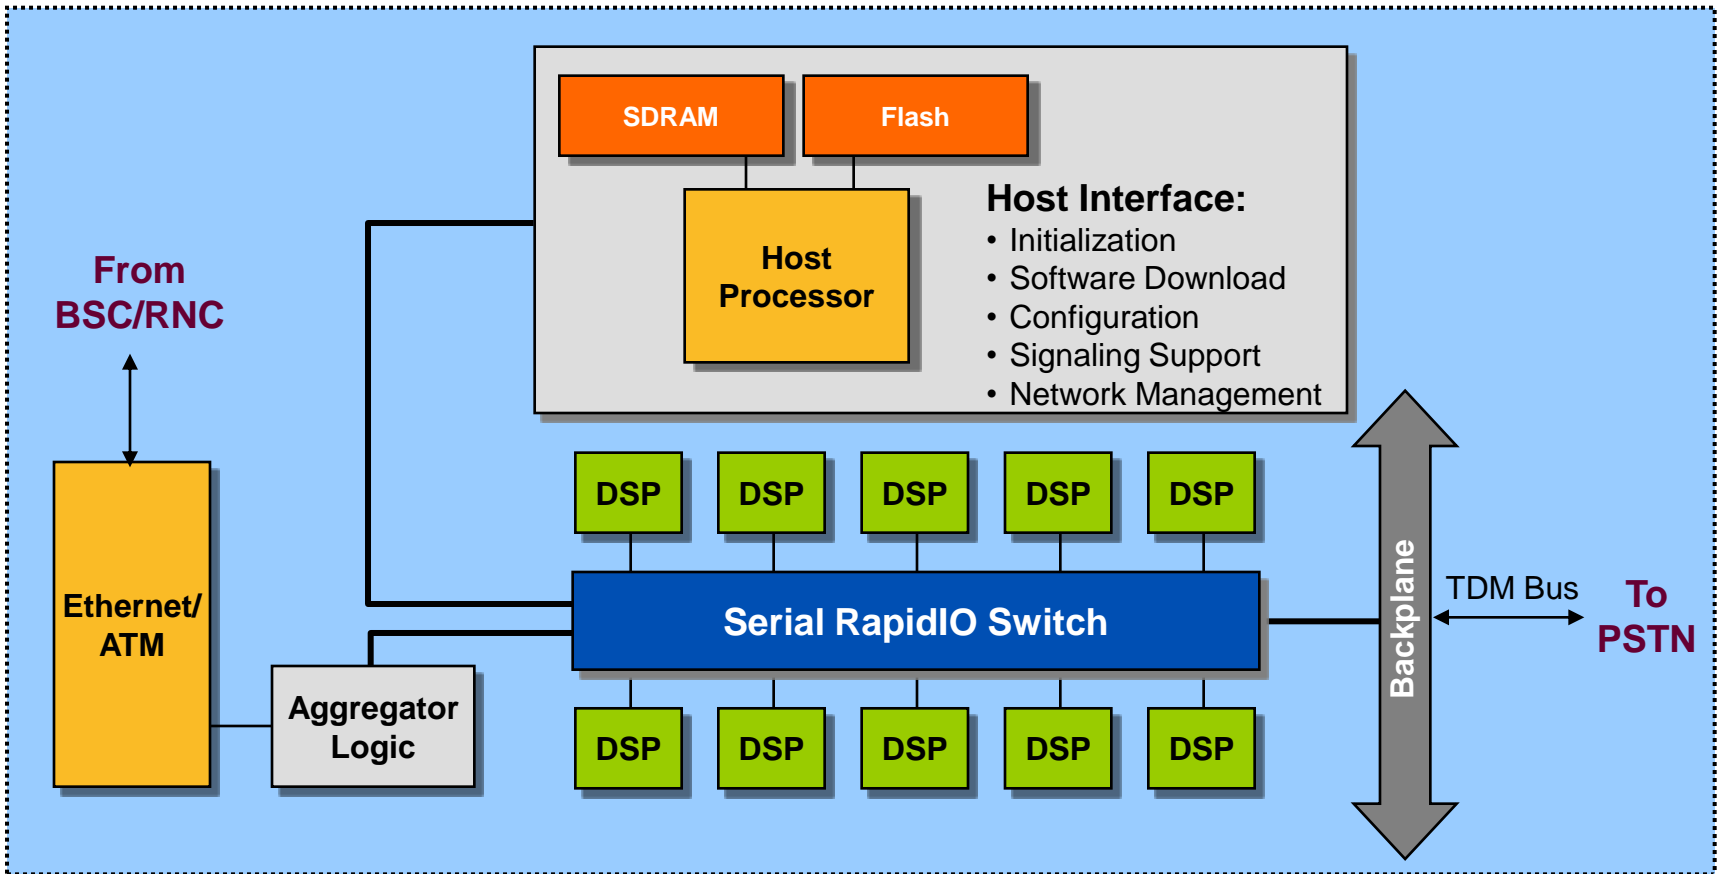 SDRAM
Flash
Host
Processor
Host Interface:
• Initialization
• Software Download
• Configuration
• Signaling Support
• Network Management
From
BSC/RNC
Ethernet/
ATM
Aggregator
Logic
DSP DSP DSP DSP DSP
Serial RapidIO Switch
DSP DSP DSP DSP DSP
Backplane
TDM Bus
To
PSTN